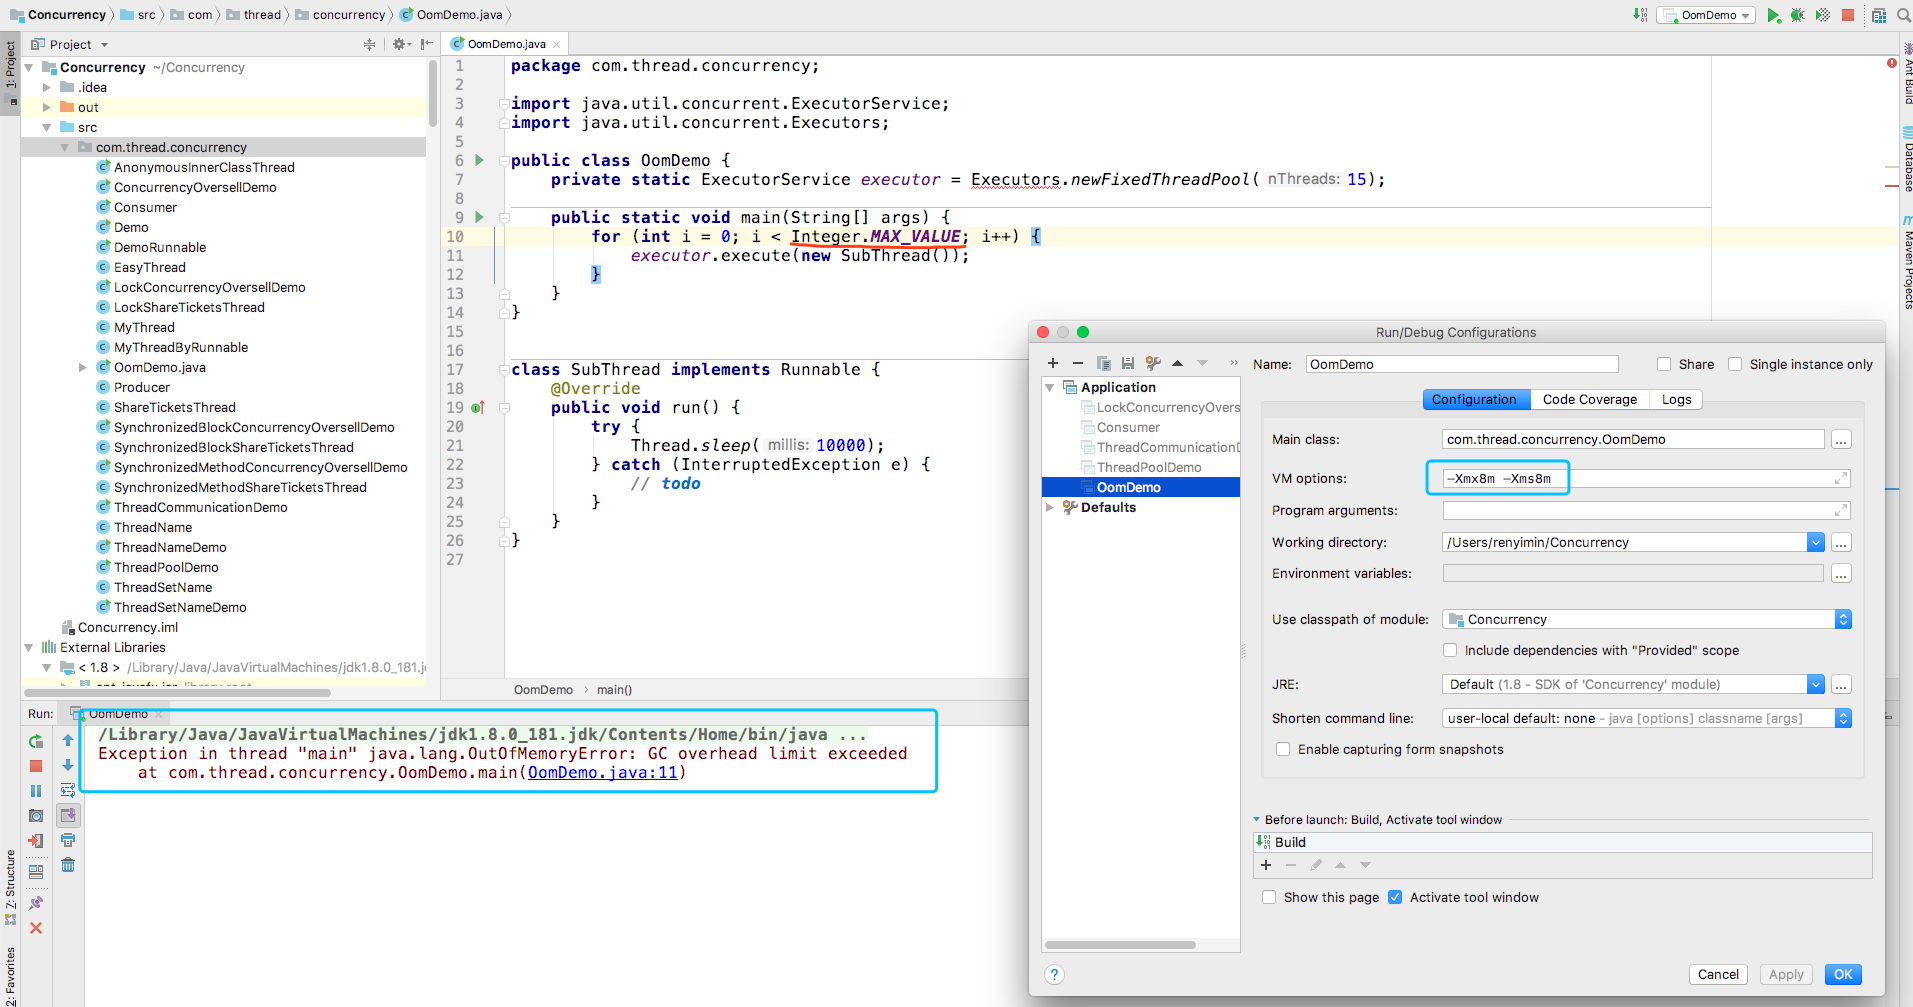 Concurrency src com thread concurrency OomDemo.java
OomDemo
Project
OomDemo.java
1: Project
Concurrency ~/Concurrency
.idea
out
src
com.thread.concurrency
AnonymousInnerClassThread
ConcurrencyOversellDemo
Consumer
Demo
DemoRunnable
EasyThread
LockConcurrencyOversellDemo
LockShareTicketsThread
MyThread
MyThreadByRunnable
OomDemo.java
Producer
ShareTicketsThread
SynchronizedBlockConcurrencyOversellDemo
SynchronizedBlockShareTicketsThread
SynchronizedMethodConcurrencyOversellDemo
SynchronizedMethodShareTicketsThread
ThreadCommunicationDemo
ThreadName
ThreadNameDemo
ThreadPoolDemo
ThreadSetName
ThreadSetNameDemo
Concurrency.iml
External Libraries
< 1.8 > /Library/Java/JavaVirtualMachines/jdk1.8.0_181.j
1 package com.thread.concurrency;
2
3 import java.util.concurrent.ExecutorService;
4 import java.util.concurrent.Executors;
5
6 public class OomDemo {
7 private static ExecutorService executor = Executors.newFixedThreadPool( nThreads: 15);
8
9 public static void main(String[] args) {
10 for (int i = 0; i < Integer.MAX_VALUE; i++) {
11 executor.execute(new SubThread());
12 }
13 }
14 }
15
16
17 class SubThread implements Runnable {
18 @Override
19 public void run() {
20 try {
21 Thread.sleep( millis: 10000);
22 } catch (InterruptedException e) {
23 // todo
24 }
25 }
26 }
27
OomDemo › main()
Ant Build
Database
Maven Projects
Run/Debug Configurations
Application
LockConcurrencyOvers
Consumer
ThreadCommunicationD
ThreadPoolDemo
OomDemo
Defaults
Name: OomDemo
Share
Single instance only
Configuration Code Coverage Logs
Main class: com.thread.concurrency.OomDemo ...
VM options: -Xmx8m -Xms8m
Program arguments:
Working directory: /Users/renyimin/Concurrency ...
Environment variables: ...
Use classpath of module: Concurrency
Include dependencies with "Provided" scope
JRE: Default (1.8 - SDK of 'Concurrency' module) ...
Shorten command line: user-local default: none - java [options] classname [args]
Enable capturing form snapshots
Before launch: Build, Activate tool window
Build
Show this page Activate tool window
? Cancel Apply OK
Run: OomDemo
/Library/Java/JavaVirtualMachines/jdk1.8.0_181.jdk/Contents/Home/bin/java ...
Exception in thread "main" java.lang.OutOfMemoryError: GC overhead limit exceeded
at com.thread.concurrency.OomDemo.main(OomDemo.java:11)
Z: Structure
2: Favorites